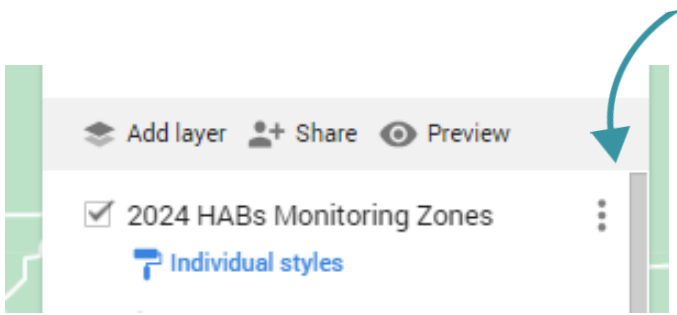 Add layer Share Preview
2024 HABs Monitoring Zones
Individual styles